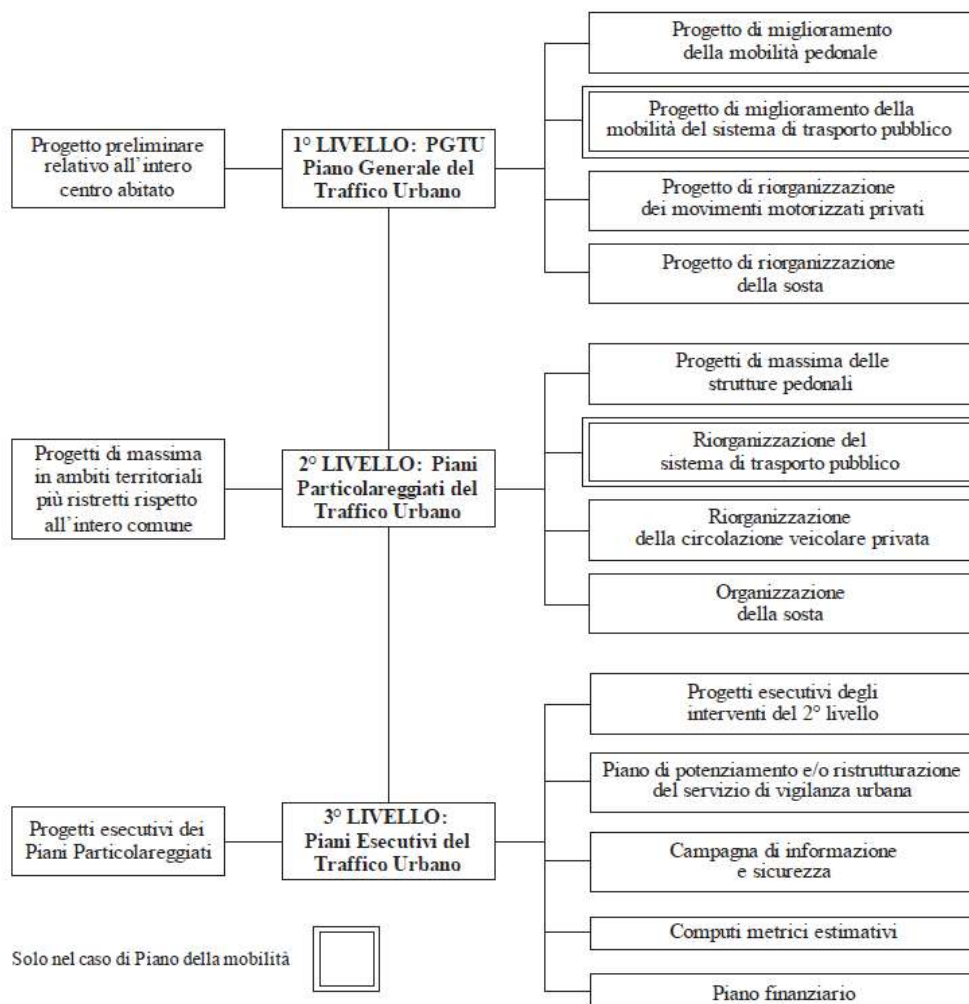 Progetto di miglioramento
della mobilità pedonale
Progetto di miglioramento della
mobilità del sistema di trasporto pubblico
Progetto preliminare
relativo all'intero
centro abitato
1° LIVELLO: PGTU
Piano Generale del
Traffico Urbano
Progetto di riorganizzazione
dei movimenti motorizzati privati
Progetto di riorganizzazione
della sosta
Progetti di massima delle
strutture pedonali
Riorganizzazione del
sistema di trasporto pubblico
Progetti di massima
in ambiti territoriali
più ristretti rispetto
all'intero comune
2° LIVELLO: Piani
Particolareggiati del
Traffico Urbano
Riorganizzazione
della circolazione veicolare privata
Organizzazione
della sosta
Progetti esecutivi degli
interventi del 2° livello
Piano di potenziamento e/o ristrutturazione
del servizio di vigilanza urbana
Progetti esecutivi dei
Piani Particolareggiati
3° LIVELLO:
Piani Esecutivi del
Traffico Urbano
Campagna di informazione
e sicurezza
Computi metrici estimativi
Piano finanziario
Solo nel caso di Piano della mobilità